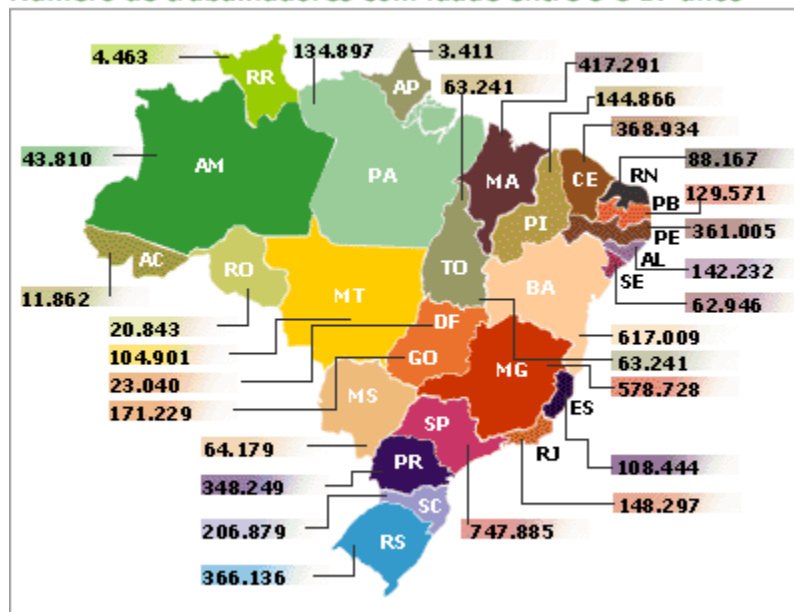 4.463
134.897
3.411
63.241
417.291
144.866
368.934
88.167
129.571
361.005
142.232
62.946
617.009
63.241
578.728
108.444
148.297
747.885
43.810
11.862
20.843
104.901
23.040
171.229
64.179
348.249
206.879
366.136
RR
AP
AM
PA
MA
CE
RN
PB
PI
PE
AL
SE
AC
RO
TO
BA
MT
DF
GO
MG
ES
MS
SP
RJ
PR
SC
RS